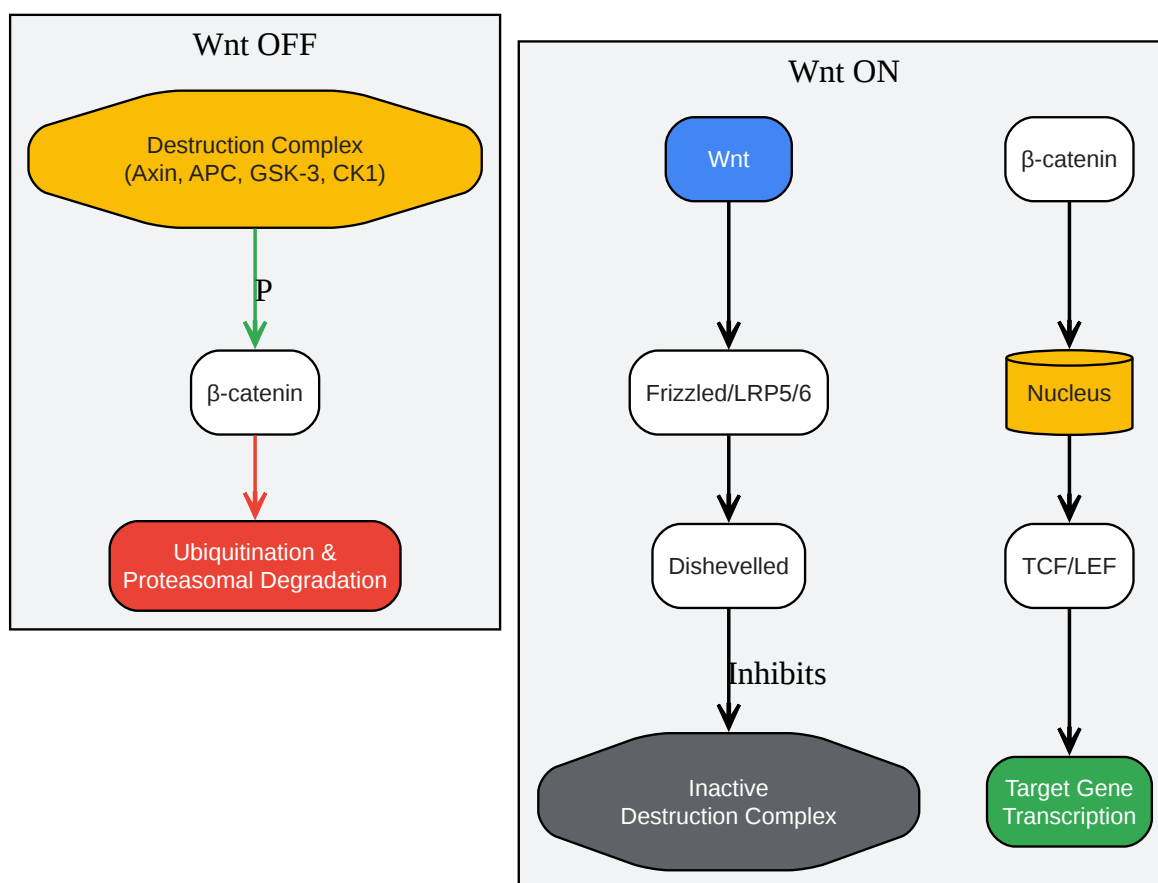 Wnt OFF
Destruction Complex
(Axin, APC, GSK-3, CK1)
P
β-catenin
Ubiquitination &
Proteasomal Degradation
Wnt ON
Wnt
Frizzled/LRP5/6
Dishevelled
Inhibits
Inactive
Destruction Complex
β-catenin
Nucleus
TCF/LEF
Target Gene
Transcription